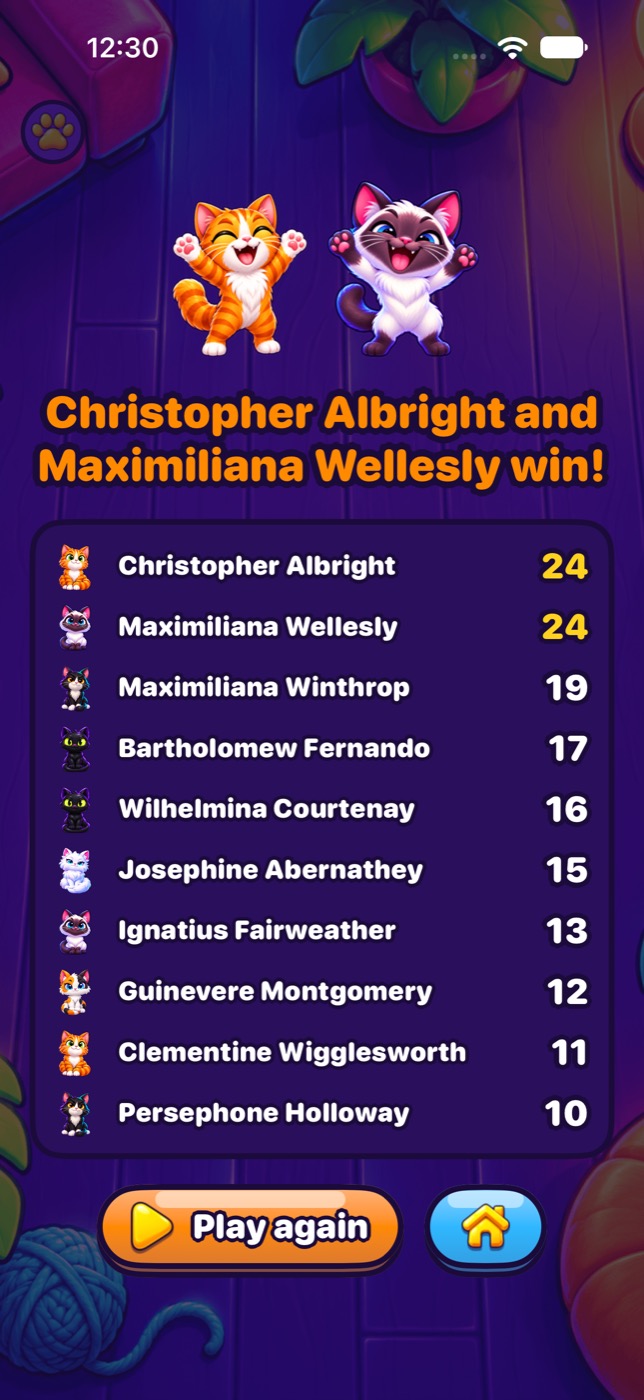 12:30
Christopher Albright and
Maximiliana Wellesly win!
Christopher Albright 24
Maximiliana Wellesly 24
Maximiliana Winthrop 19
Bartholomew Fernando 17
Wilhelmina Courtenay 16
Josephine Abernathey 15
Ignatius Fairweather 13
Guinevere Montgomery 12
Clementine Wigglesworth 11
Persephone Holloway 10
Play again